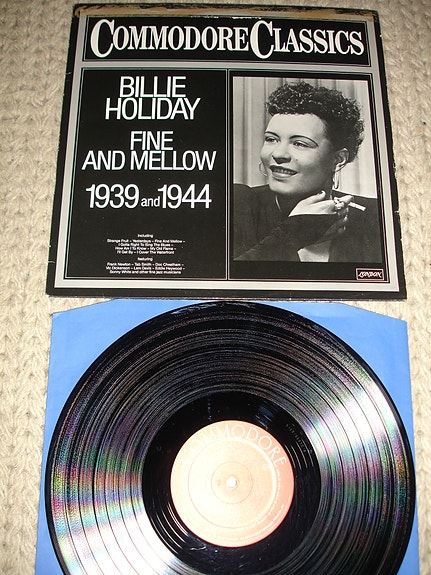 COMMODORE CLASSICS
BILLIE
HOLIDAY
FINE
AND MELLOW
1939 and 1944
including
Strange Fruit – Yesterdays – Fine And Mellow –
I Gotta Right To Sing The Blues –
How Am I To Know – My Old Flame –
I'll Get By – I Cover The Waterfront
featuring
Frank Newton – Tab Smith – Doc Cheatham –
Vic Dickenson – Lem Davis – Eddie Heywood –
Sonny White and other fine jazz musicians
LONDON
COMMODORE